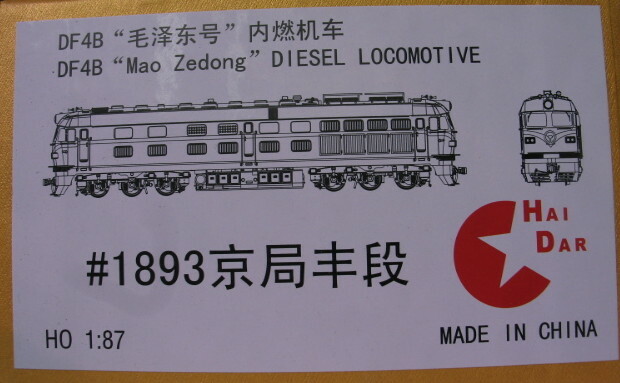 DF4B“毛泽东号”内燃机车
DF4B“Mao Zedong”DIESEL LOCOMOTIVE
HAI
DAR
#1893京局丰段
HO 1:87
MADE IN CHINA